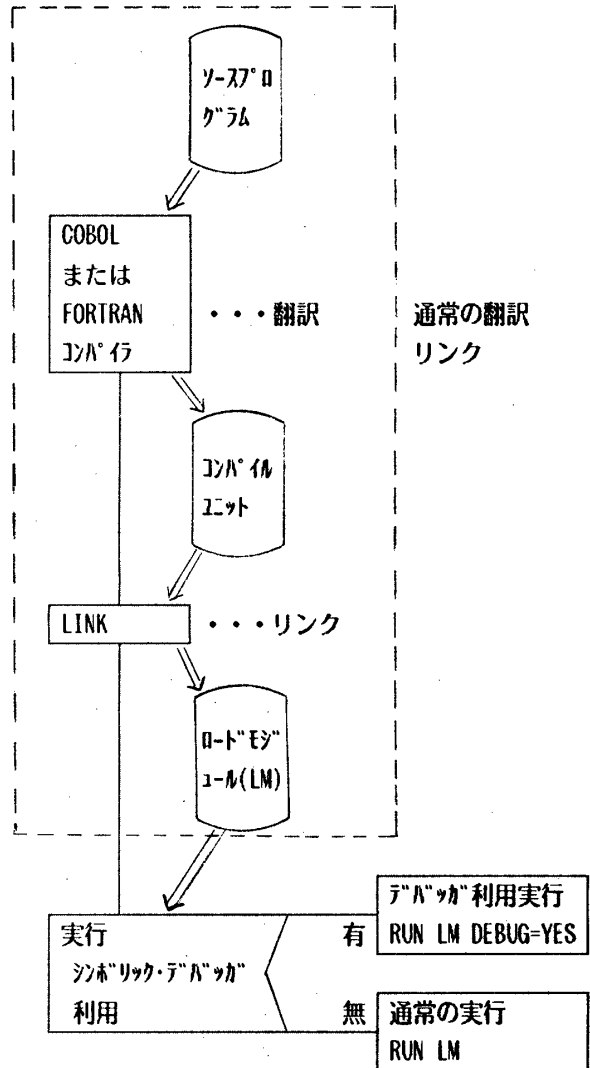 ｿｰｽﾌﾟﾛ
ｸﾞﾗﾑ
COBOL
または
FORTRAN
ｺﾝﾊﾟｲﾗ
・・・翻訳
通常の翻訳
リンク
ｺﾝﾊﾟｲﾙ
ﾕﾆｯﾄ
LINK
・・・リンク
ﾛｰﾄﾞﾓｼﾞ
ｭｰﾙ(LM)
実行
ｼﾝﾎﾞﾘｯｸ・ﾃﾞﾊﾞｯｶﾞ
利用
有
ﾃﾞﾊﾞｯｶﾞ利用実行
RUN LM DEBUG=YES
無
通常の実行
RUN LM